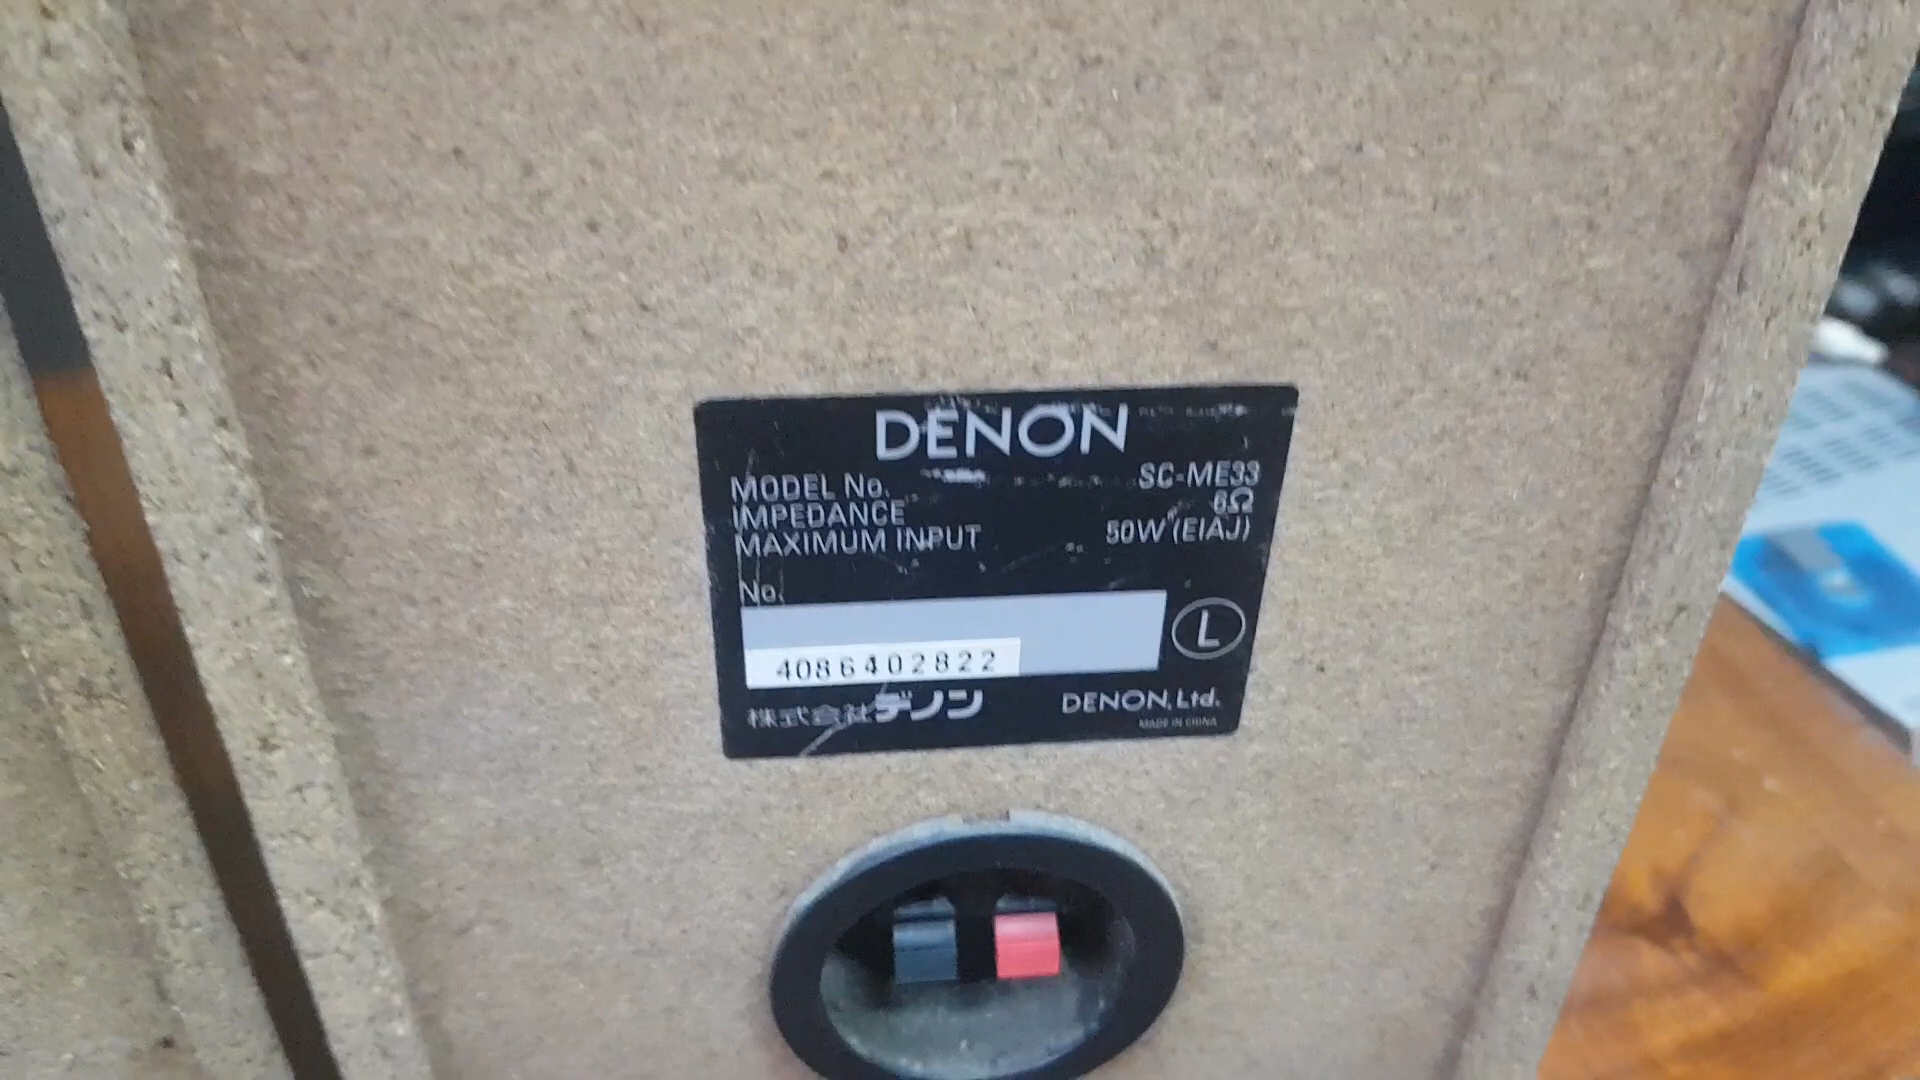 DENON
MODEL No. SC-ME33
IMPEDANCE 6Ω
MAXIMUM INPUT 50W (EIAJ)
No.
4086402822
L
株式会社デノン DENON, Ltd.
MADE IN CHINA